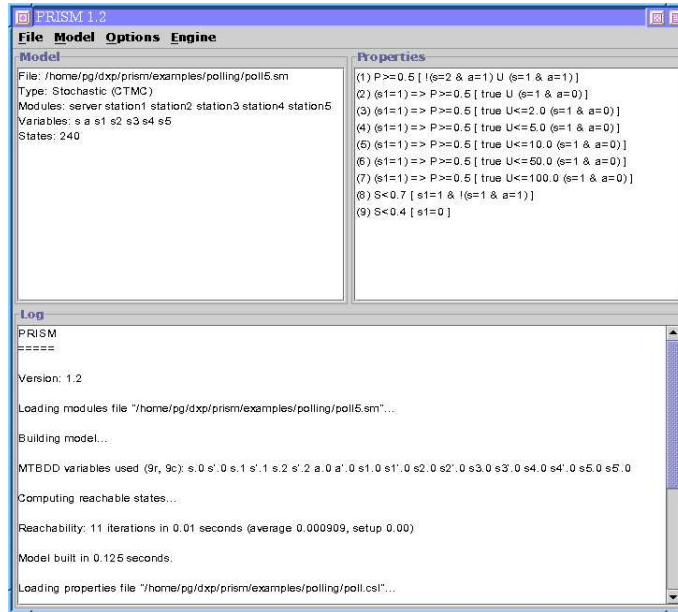 PRISM 1.2
File Model Options Engine
Model
File: /home/pg/dxp/prism/examples/polling/poll5.sm
Type: Stochastic (CTMC)
Modules: server station1 station2 station3 station4 station5
Variables: s a s1 s2 s3 s4 s5
States: 240
Properties
(1) P>=0.5 [ !(s=2 & a=1) U (s=1 & a=1) ]
(2) (s1=1) => P>=0.5 [ true U (s=1 & a=0) ]
(3) (s1=1) => P>=0.5 [ true U<=2.0 (s=1 & a=0) ]
(4) (s1=1) => P>=0.5 [ true U<=5.0 (s=1 & a=0) ]
(5) (s1=1) => P>=0.5 [ true U<=10.0 (s=1 & a=0) ]
(6) (s1=1) => P>=0.5 [ true U<=50.0 (s=1 & a=0) ]
(7) (s1=1) => P>=0.5 [ true U<=100.0 (s=1 & a=0) ]
(8) S<0.7 [ s1=1 & !(s=1 & a=1) ]
(9) S<0.4 [ s1=0 ]
Log
PRISM
=====
Version: 1.2
Loading modules file "/home/pg/dxp/prism/examples/polling/poll5.sm"...
Building model...
MTBDD variables used (9r, 9c): s.0 s'.0 s.1 s'.1 s.2 s'.2 a.0 a'.0 s1.0 s1'.0 s2.0 s2'.0 s3.0 s3'.0 s4.0 s4'.0 s5.0 s5'.0
Computing reachable states...
Reachability: 11 iterations in 0.01 seconds (average 0.000909, setup 0.00)
Model built in 0.125 seconds.
Loading properties file "/home/pg/dxp/prism/examples/polling/poll.csl"...